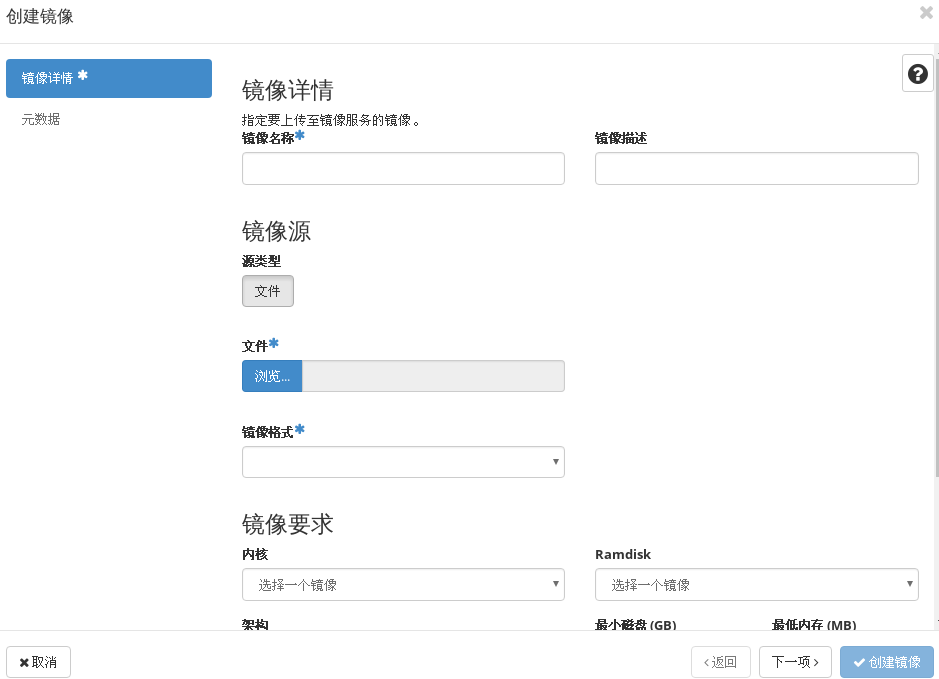 创建镜像
镜像详情 *
元数据
镜像详情
指定要上传至镜像服务的镜像。
镜像名称* 镜像描述
镜像源
源类型
文件
文件*
浏览...
镜像格式*
镜像要求
内核 Ramdisk
选择一个镜像 选择一个镜像
架构 最小磁盘 (GB) 最低内存 (MB)
取消 ‹返回 下一项› 创建镜像